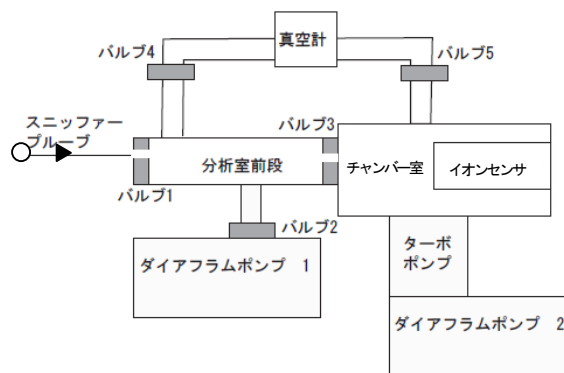 真空計
バルブ4
バルブ5
スニッファー
プルーブ
バルブ3
分析室前段
チャンバー室
イオンセンサ
バルブ1
バルブ2
ターボ
ポンプ
ダイアフラムポンプ 1
ダイアフラムポンプ 2